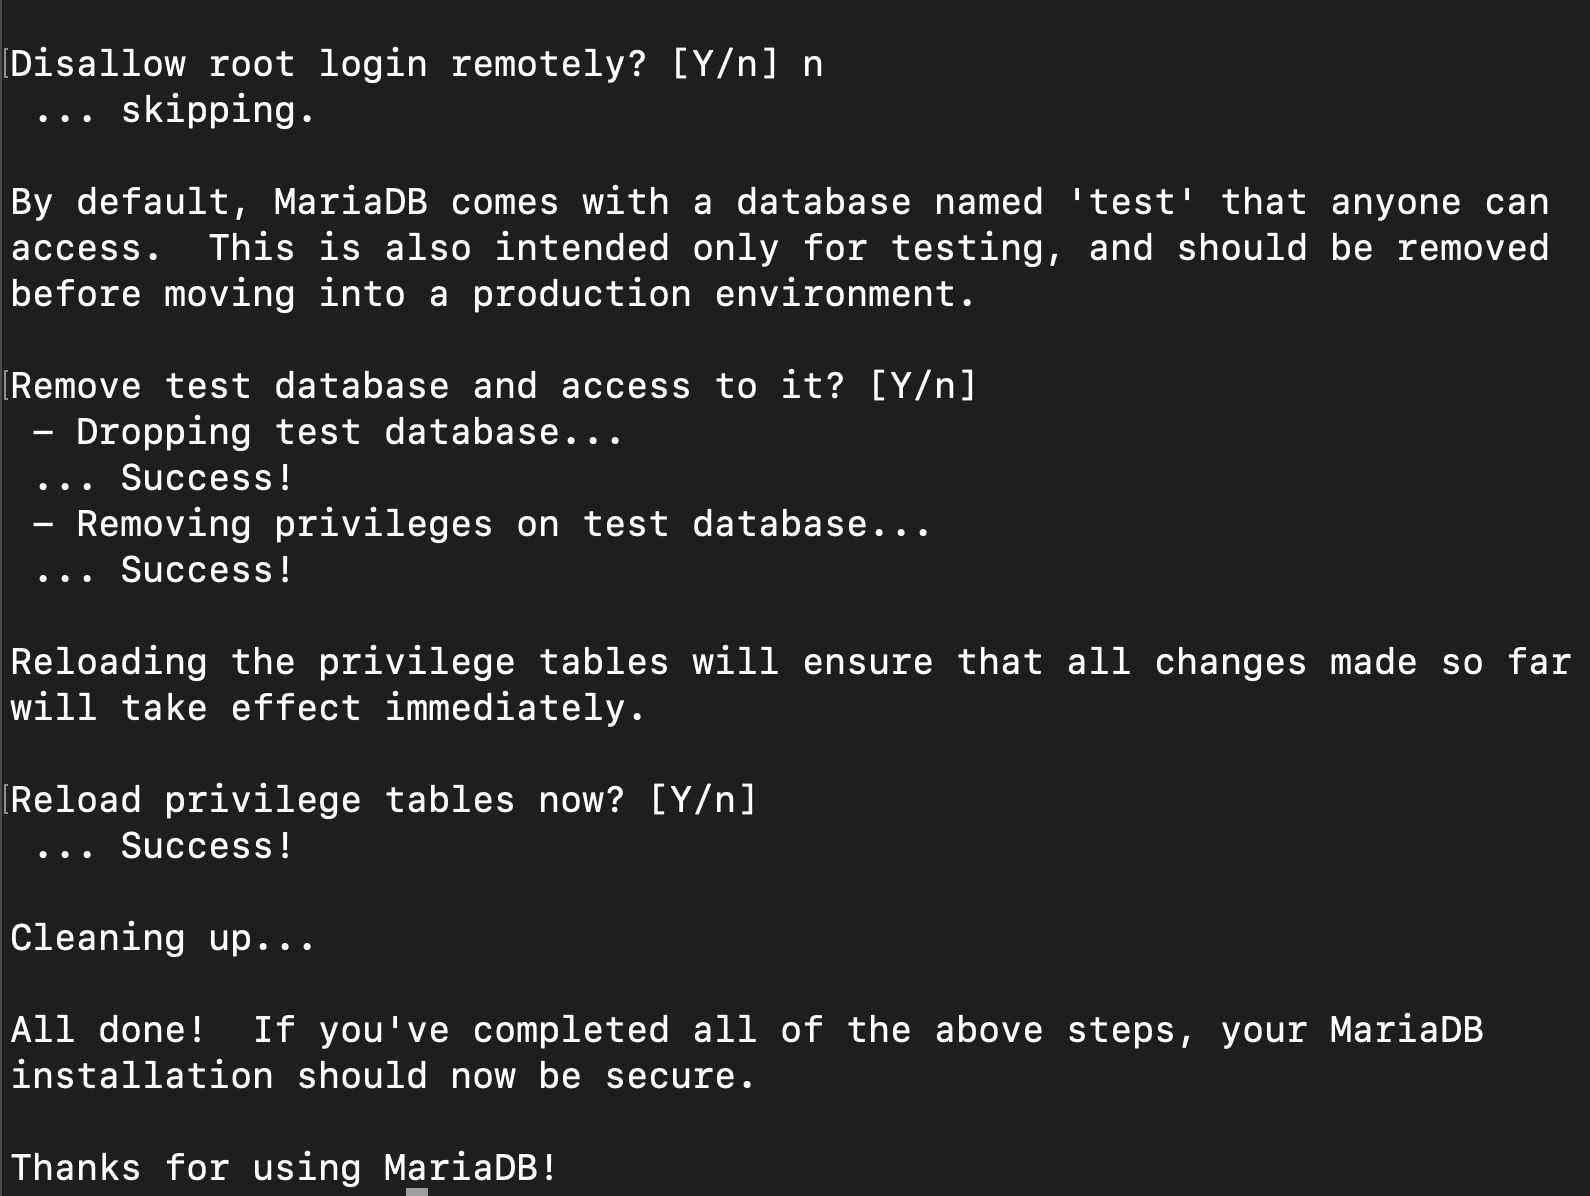 [Disallow root login remotely? [Y/n] n
 ... skipping.

By default, MariaDB comes with a database named 'test' that anyone can
access.  This is also intended only for testing, and should be removed
before moving into a production environment.

[Remove test database and access to it? [Y/n]
 – Dropping test database...
 ... Success!
 – Removing privileges on test database...
 ... Success!

Reloading the privilege tables will ensure that all changes made so far
will take effect immediately.

[Reload privilege tables now? [Y/n]
 ... Success!

Cleaning up...

All done!  If you've completed all of the above steps, your MariaDB
installation should now be secure.

Thanks for using MariaDB!